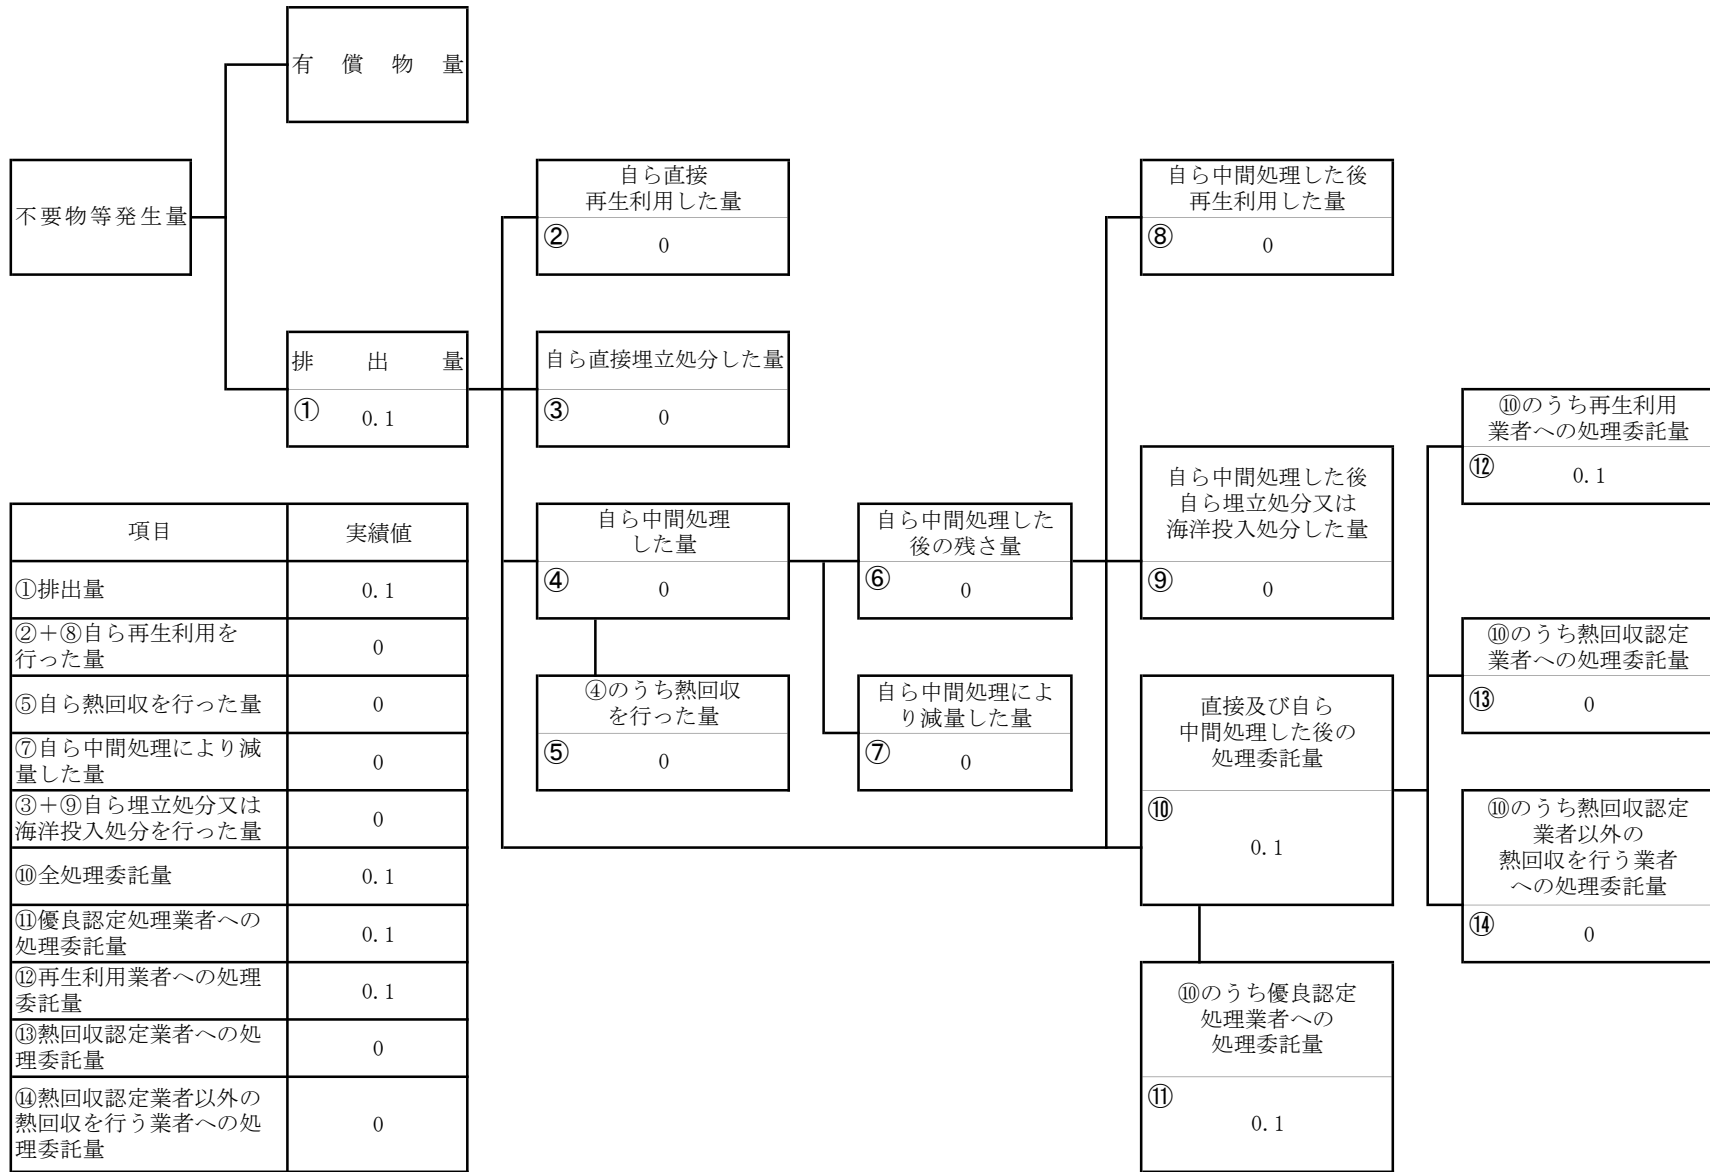 有償物量
不要物等発生量
排出量
①
0.1
自ら直接
再生利用した量
②
0
自ら直接埋立処分した量
③
0
自ら中間処理
した量
④
0
④のうち熱回収
を行った量
⑤
0
自ら中間処理した
後の残さ量
⑥
0
自ら中間処理によ
り減量した量
⑦
0
自ら中間処理した後
再生利用した量
⑧
0
自ら中間処理した後
自ら埋立処分又は
海洋投入処分した量
⑨
0
直接及び自ら
中間処理した後の
処理委託量
⑩
0.1
⑩のうち優良認定
処理業者への
処理委託量
⑪
0.1
⑩のうち再生利用
業者への処理委託量
⑫
0.1
⑩のうち熱回収認定
業者への処理委託量
⑬
0
⑩のうち熱回収認定
業者以外の
熱回収を行う業者
への処理委託量
⑭
0
項目 実績値
①排出量 0.1
②+⑧自ら再生利用を
行った量 0
⑤自ら熱回収を行った量 0
⑦自ら中間処理により減
量した量 0
③+⑨自ら埋立処分又は
海洋投入処分を行った量 0
⑩全処理委託量 0.1
⑪優良認定処理業者への
処理委託量 0.1
⑫再生利用業者への処理
委託量 0.1
⑬熱回収認定業者への処
理委託量 0
⑭熱回収認定業者以外の
熱回収を行う業者への処
理委託量 0